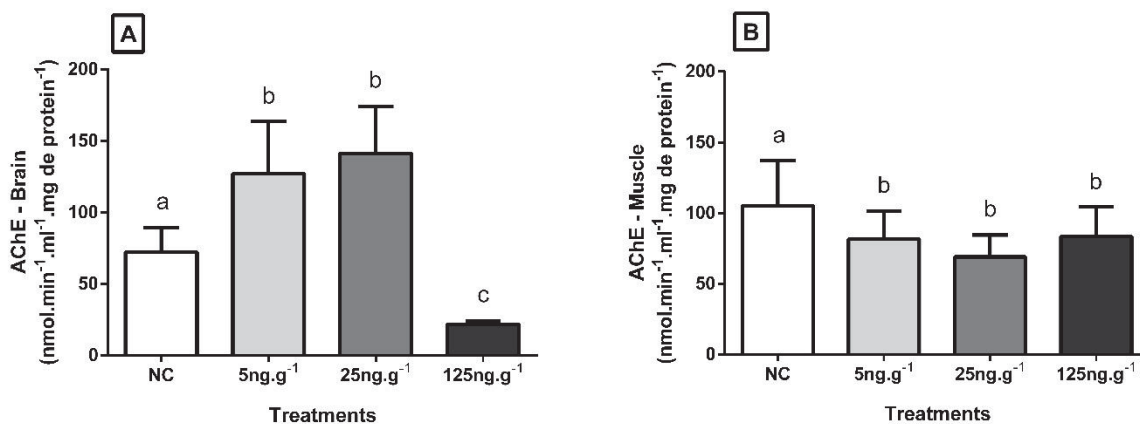 A
AChE - Brain
(nmol.min⁻¹.ml⁻¹.mg de protein⁻¹)
200
150
100
50
0
a
b
b
c
NC
5ng.g⁻¹
25ng.g⁻¹
125ng.g⁻¹
Treatments
B
AChE - Muscle
(nmol.min⁻¹.ml⁻¹.mg de protein⁻¹)
200
150
100
50
0
a
b
b
b
NC
5ng.g⁻¹
25ng.g⁻¹
125ng.g⁻¹
Treatments